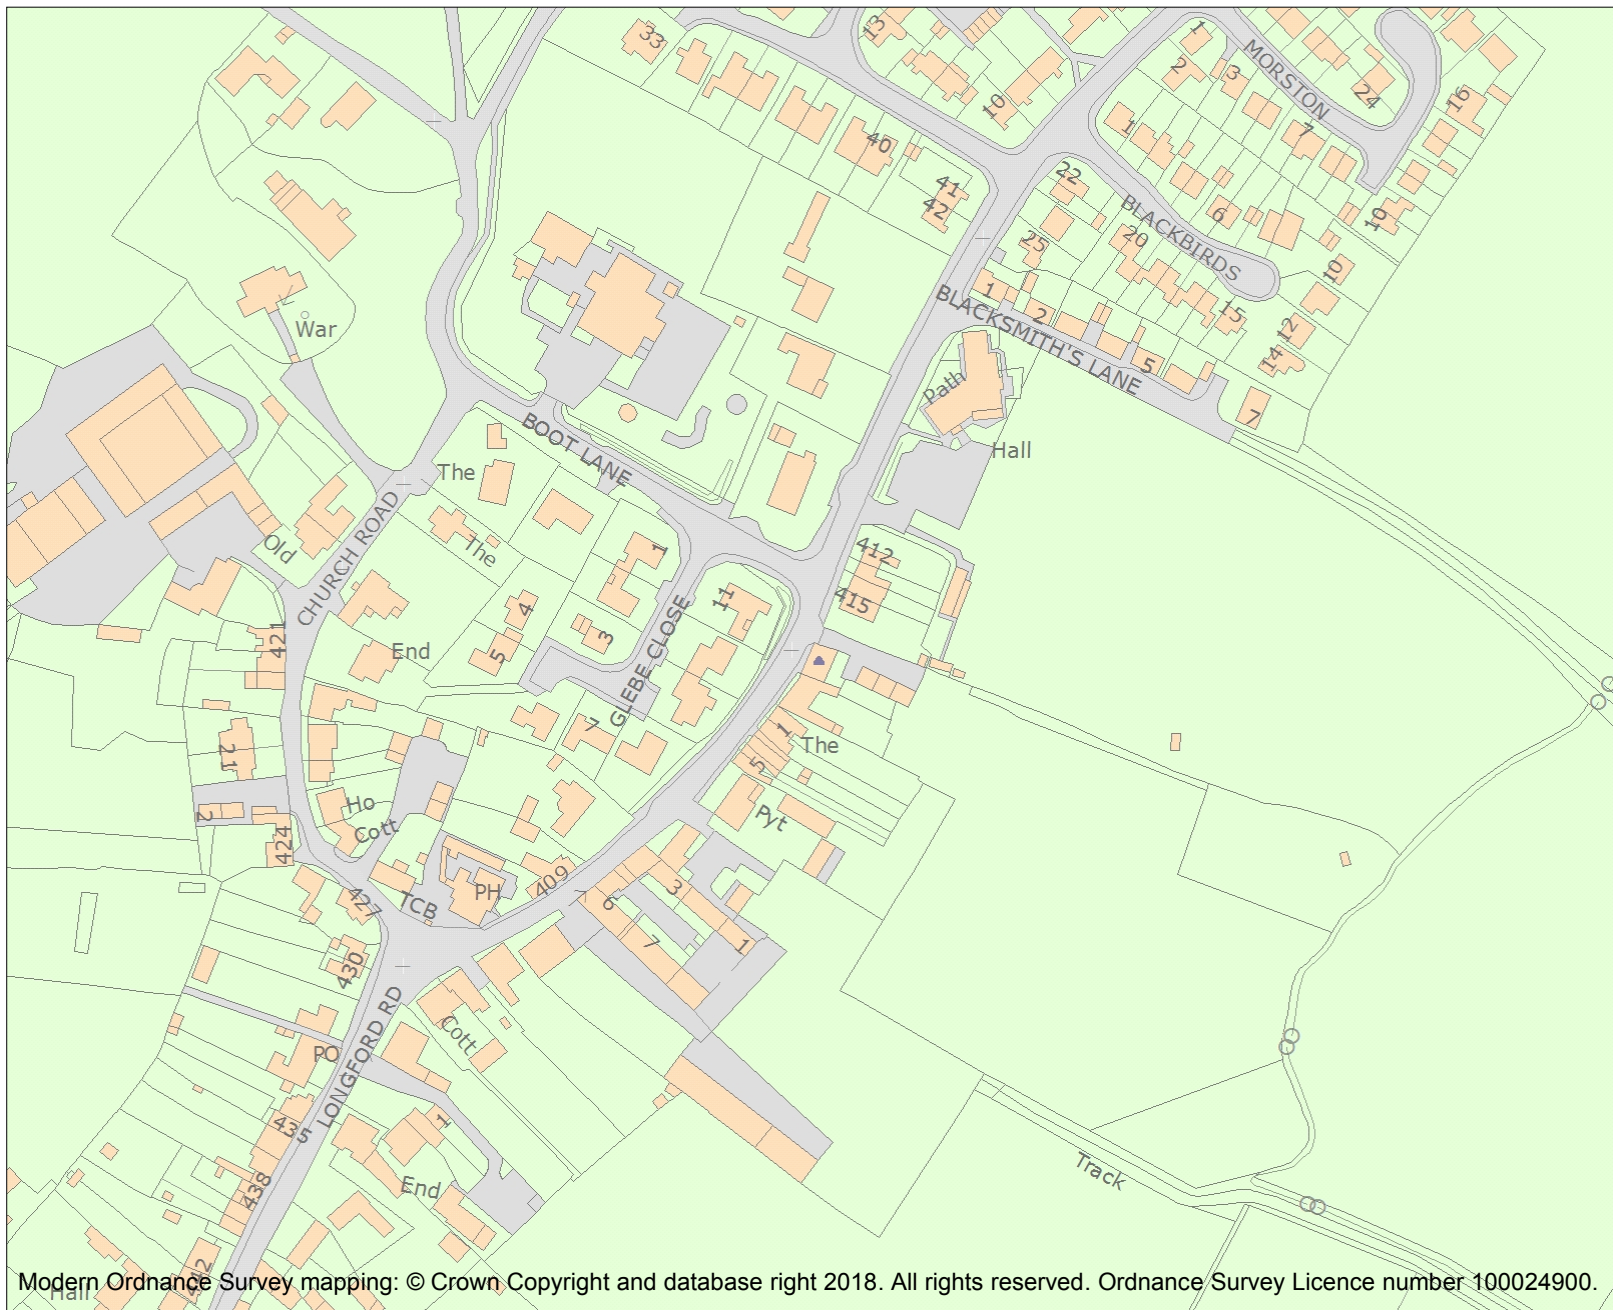 33
13
1
MORSTON
2
3
24
16
10
40
1
7
22
41
42
BLACKBIRDS
6
10
25
20
10
1
BLACKSMITH'S LANE
2
15
12
14
5
7
War
Path
Hall
BOOT LANE
The
The
CHURCH ROAD
Old
1
412
415
11
4
3
5
GLEBE CLOSE
421
End
7
1
The
5
21
2
424
Ho
Cott
Pyt
PH
409
TCB
427
3
6
7
1
430
LONGFORD RD
Cott
PO
435
1
438
End
Track
442
Hall
Modern Ordnance Survey mapping: © Crown Copyright and database right 2018. All rights reserved. Ordnance Survey Licence number 100024900.